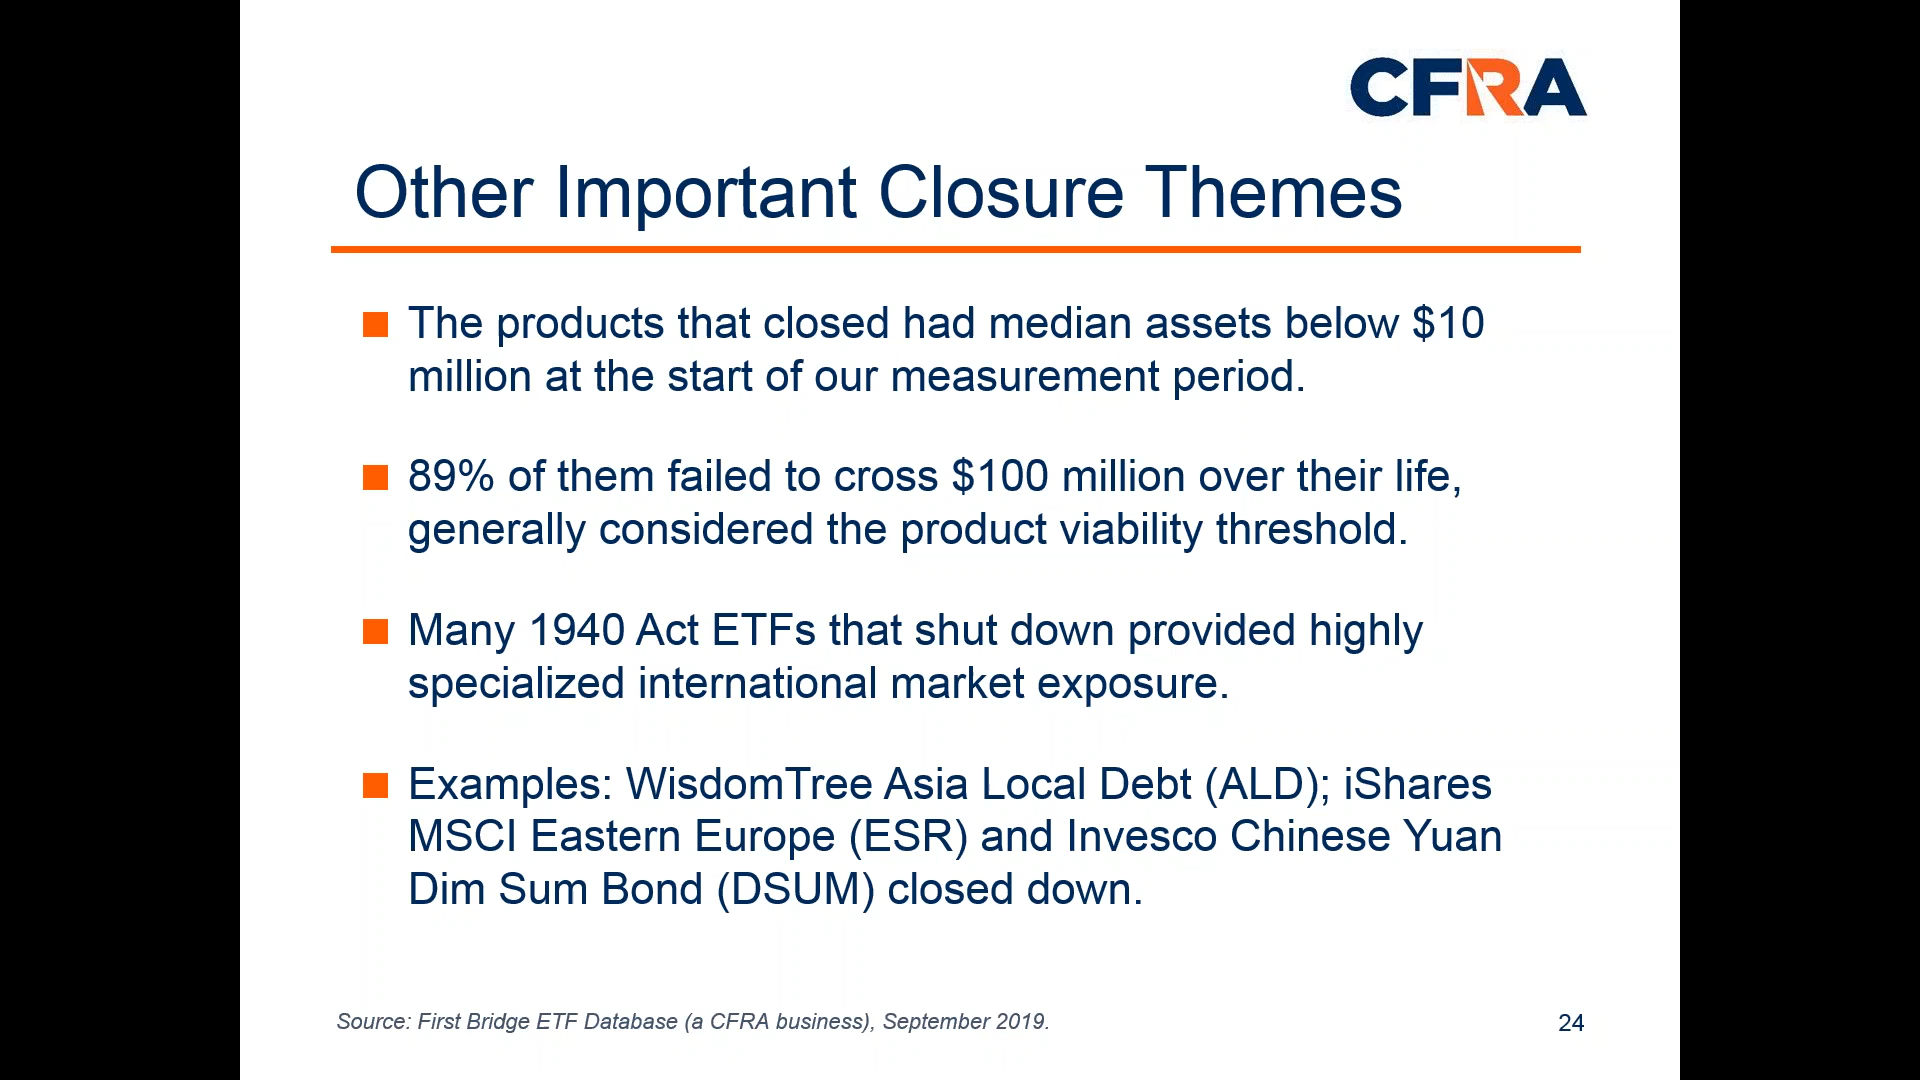 CFRA
Other Important Closure Themes
The products that closed had median assets below $10
million at the start of our measurement period.
89% of them failed to cross $100 million over their life,
generally considered the product viability threshold.
Many 1940 Act ETFs that shut down provided highly
specialized international market exposure.
Examples: WisdomTree Asia Local Debt (ALD); iShares
MSCI Eastern Europe (ESR) and Invesco Chinese Yuan
Dim Sum Bond (DSUM) closed down.
Source: First Bridge ETF Database (a CFRA business), September 2019.
24